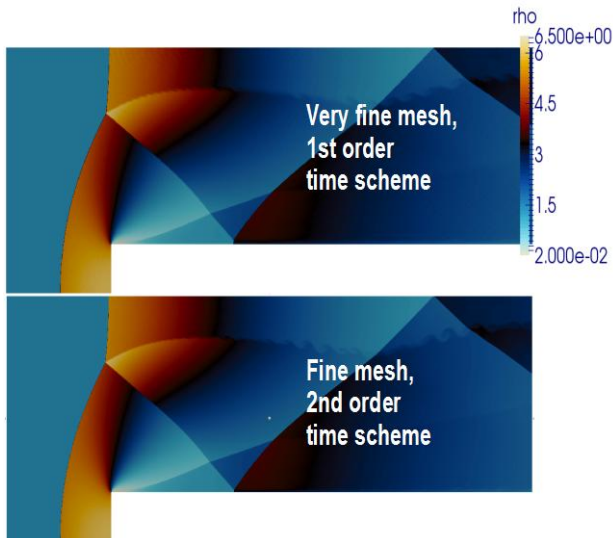 rho
6.500e+00
6
4.5
3
1.5
2.000e-02
Very fine mesh,
1st order
time scheme
Fine mesh,
2nd order
time scheme